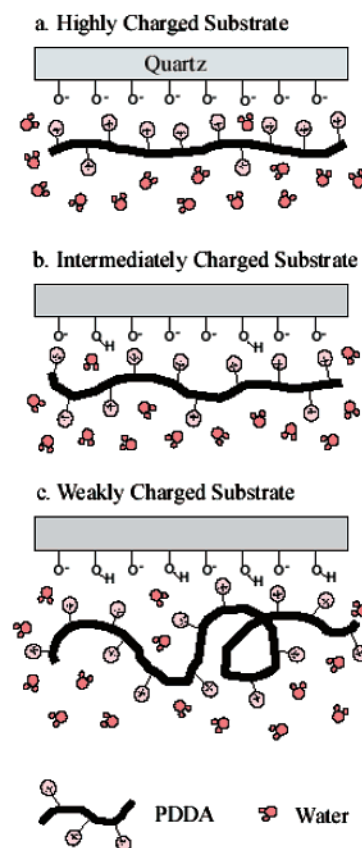 a. Highly Charged Substrate
Quartz
O- O- O- O- O- O- O- O-
b. Intermediately Charged Substrate
O- O H O- O- O- O H O- O-
c. Weakly Charged Substrate
O- O H O- O H O- O H O- O H
PDDA Water